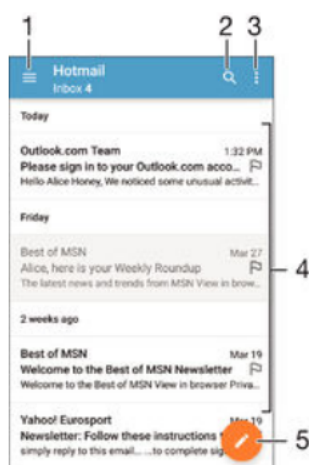 1 2 3
Hotmail
Inbox 4
Today
Outlook.com Team 1:32 PM
Please sign in to your Outlook.com acco...
Hello Alice Honey, We noticed some unusual activit...
Friday
Best of MSN Mar 27
Alice, here is your Weekly Roundup
4
The latest news and trends from MSN View in brow...
2 weeks ago
Best of MSN Mar 19
Welcome to the Best of MSN Newsletter
Welcome to the Best of MSN View in browser Priva...
Yahoo! Eurosport Mar 19
Newsletter: Follow these instructions
5
simply reply to this email... ...to complete